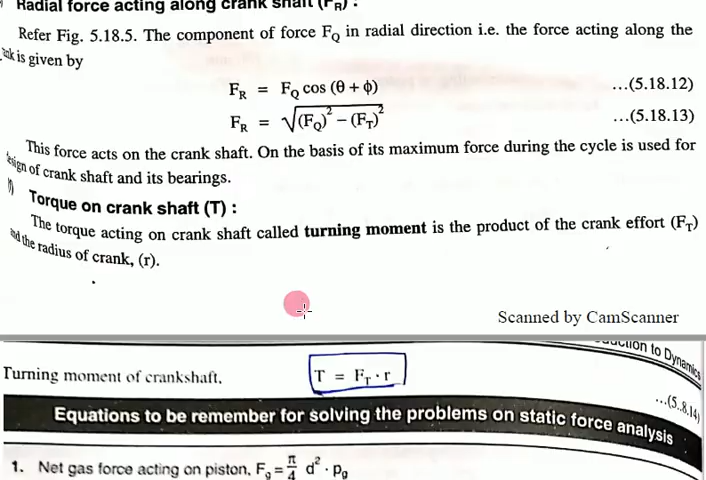 Radial force acting along crank shaft (F_R) :
Refer Fig. 5.18.5. The component of force F_Q in radial direction i.e. the force acting along the
is given by
F_R = F_Q cos (θ + ϕ) ...(5.18.12)
F_R = √((F_Q)² – (F_T)²) ...(5.18.13)
This force acts on the crank shaft. On the basis of its maximum force during the cycle is used for
of crank shaft and its bearings.
Torque on crank shaft (T) :
The torque acting on crank shaft called turning moment is the product of the crank effort (F_T)
the radius of crank, (r).
Scanned by CamScanner
to Dynamics
Turning moment of crankshaft, T = F_T · r
Equations to be remember for solving the problems on static force analysis
1. Net gas force acting on piston, F_g = π/4 d² · p_g